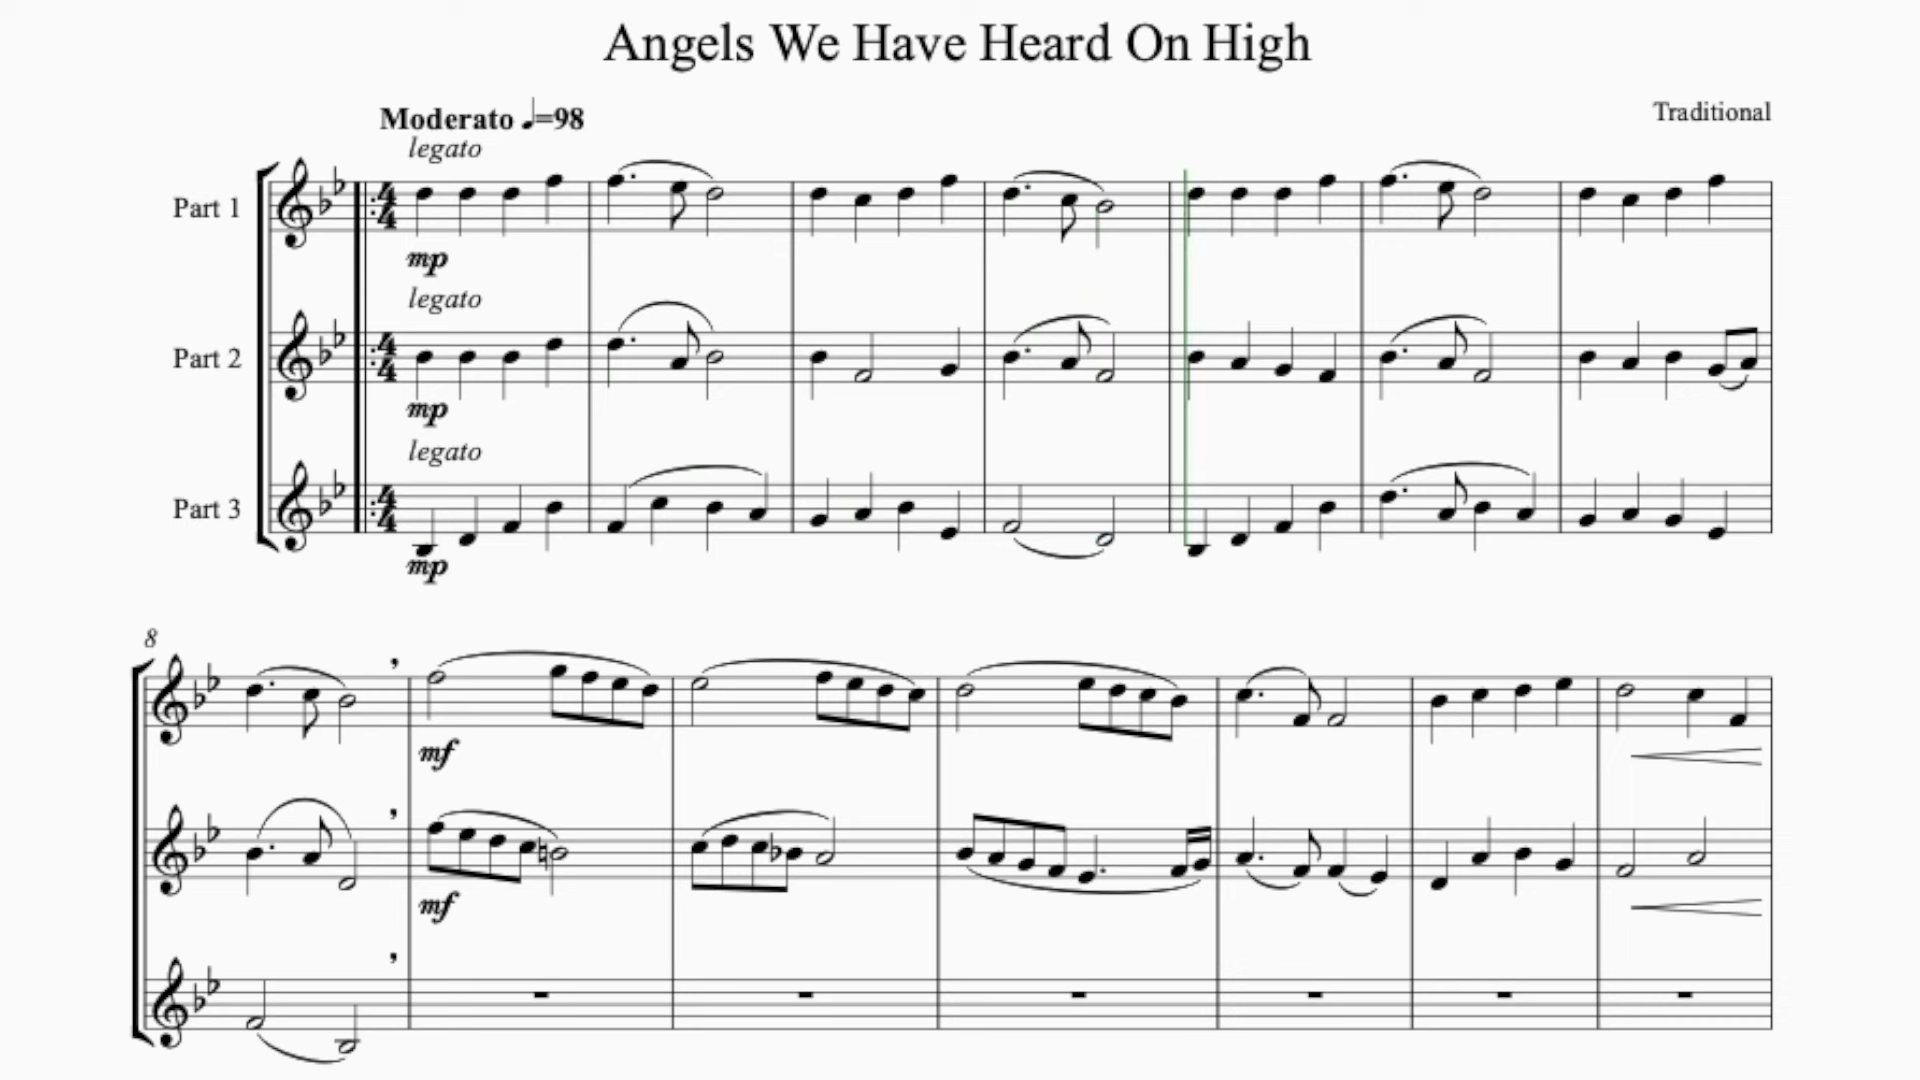 Angels We Have Heard On High
Moderato ♩=98
Traditional
legato
Part 1
mp
legato
Part 2
mp
legato
Part 3
mp
8
mf
mf